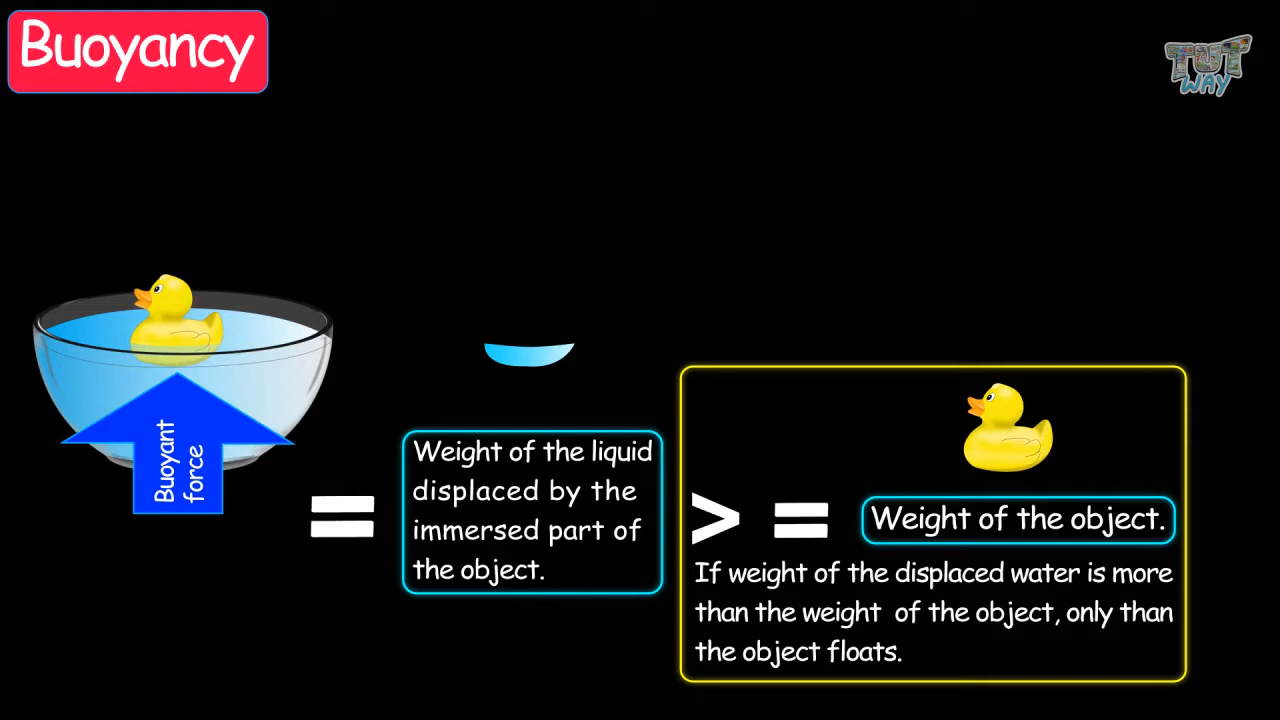 Buoyancy
TUT
WAY
Buoyant
force
=
Weight of the liquid
displaced by the
immersed part of
the object.
> =
Weight of the object.
If weight of the displaced water is more
than the weight of the object, only than
the object floats.